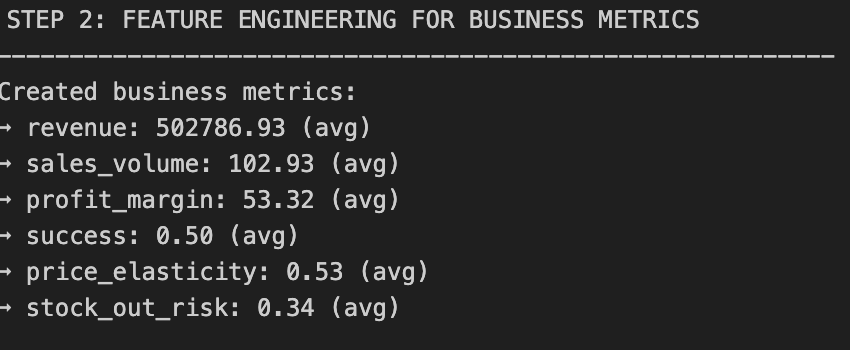 STEP 2: FEATURE ENGINEERING FOR BUSINESS METRICS
----------------------------------------------------------
Created business metrics:
→ revenue: 502786.93 (avg)
→ sales_volume: 102.93 (avg)
→ profit_margin: 53.32 (avg)
→ success: 0.50 (avg)
→ price_elasticity: 0.53 (avg)
→ stock_out_risk: 0.34 (avg)